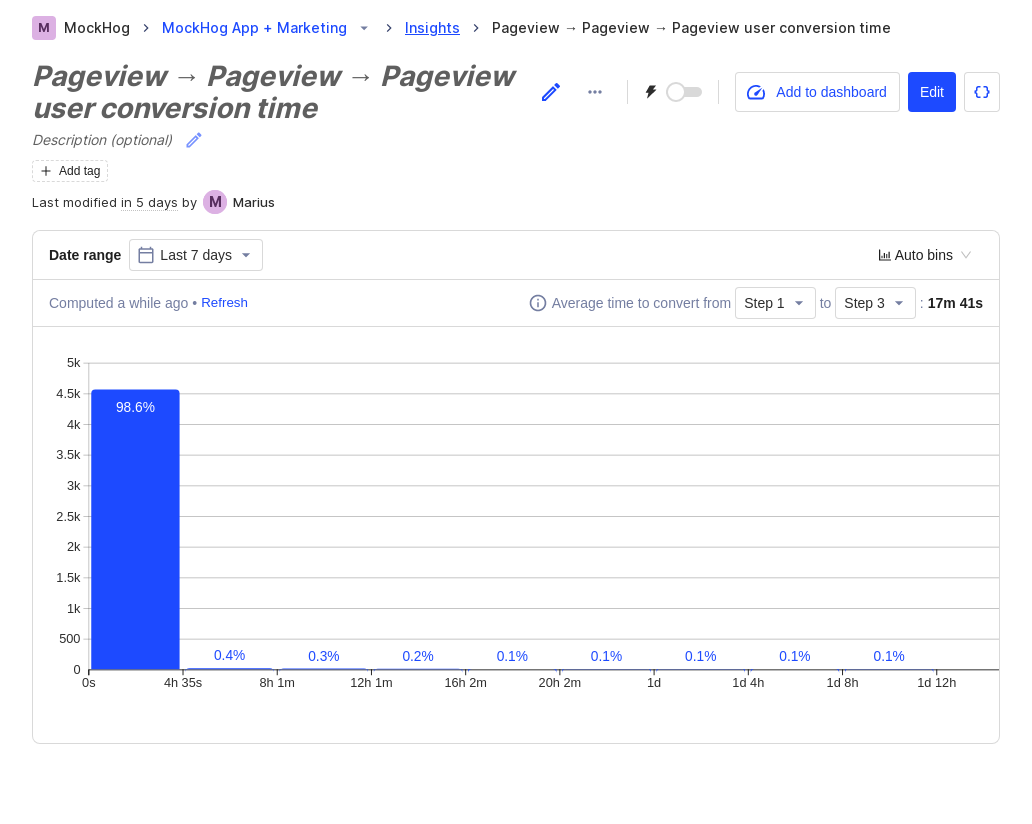 M MockHog > MockHog App + Marketing > Insights > Pageview → Pageview → Pageview user conversion time
Pageview → Pageview → Pageview
user conversion time
Add to dashboard Edit {}
Description (optional)
+ Add tag
Last modified in 5 days by M Marius
Date range Last 7 days Auto bins
Computed a while ago • Refresh Average time to convert from Step 1 to Step 3 : 17m 41s
5k
4.5k
98.6%
4k
3.5k
3k
2.5k
2k
1.5k
1k
500
0.4% 0.3% 0.2% 0.1% 0.1% 0.1% 0.1% 0.1%
0
0s 4h 35s 8h 1m 12h 1m 16h 2m 20h 2m 1d 1d 4h 1d 8h 1d 12h